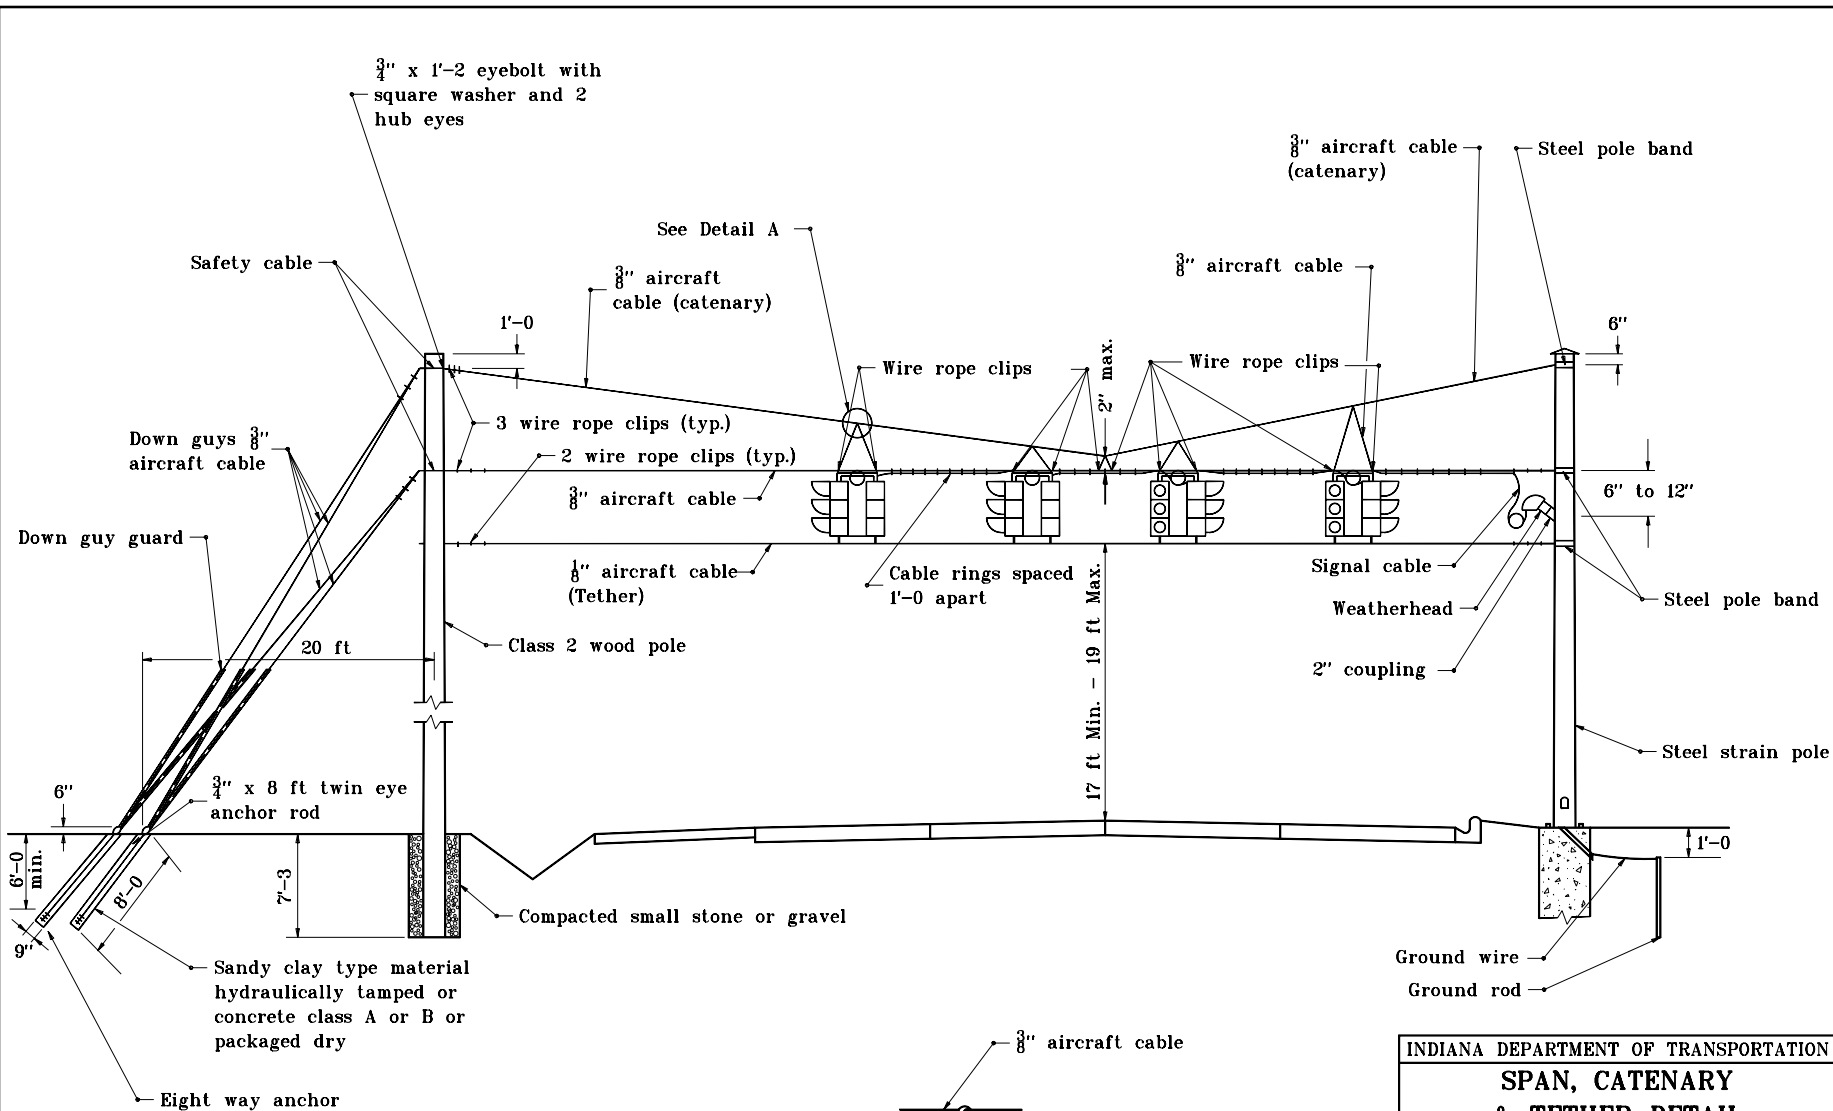 3/4" x 1'-2 eyebolt with
square washer and 2
hub eyes
3/8" aircraft cable
(catenary)
Steel pole band
See Detail A
Safety cable
3/8" aircraft
cable (catenary)
3/8" aircraft cable
1'-0
6"
Wire rope clips
2" max.
Wire rope clips
3 wire rope clips (typ.)
Down guys 3/8"
aircraft cable
2 wire rope clips (typ.)
3/8" aircraft cable
6" to 12"
Down guy guard
1/8" aircraft cable
(Tether)
Cable rings spaced
1'-0 apart
Signal cable
Weatherhead
Steel pole band
20 ft
Class 2 wood pole
2" coupling
17 ft Min. - 19 ft Max.
Steel strain pole
6"
3/4" x 8 ft twin eye
anchor rod
6'-0
min.
8'-0
7'-3
1'-0
9"
Compacted small stone or gravel
Sandy clay type material
hydraulically tamped or
concrete class A or B or
packaged dry
Ground wire
Ground rod
Eight way anchor
3/8" aircraft cable
INDIANA DEPARTMENT OF TRANSPORTATION
SPAN, CATENARY
& TETHER DETAIL